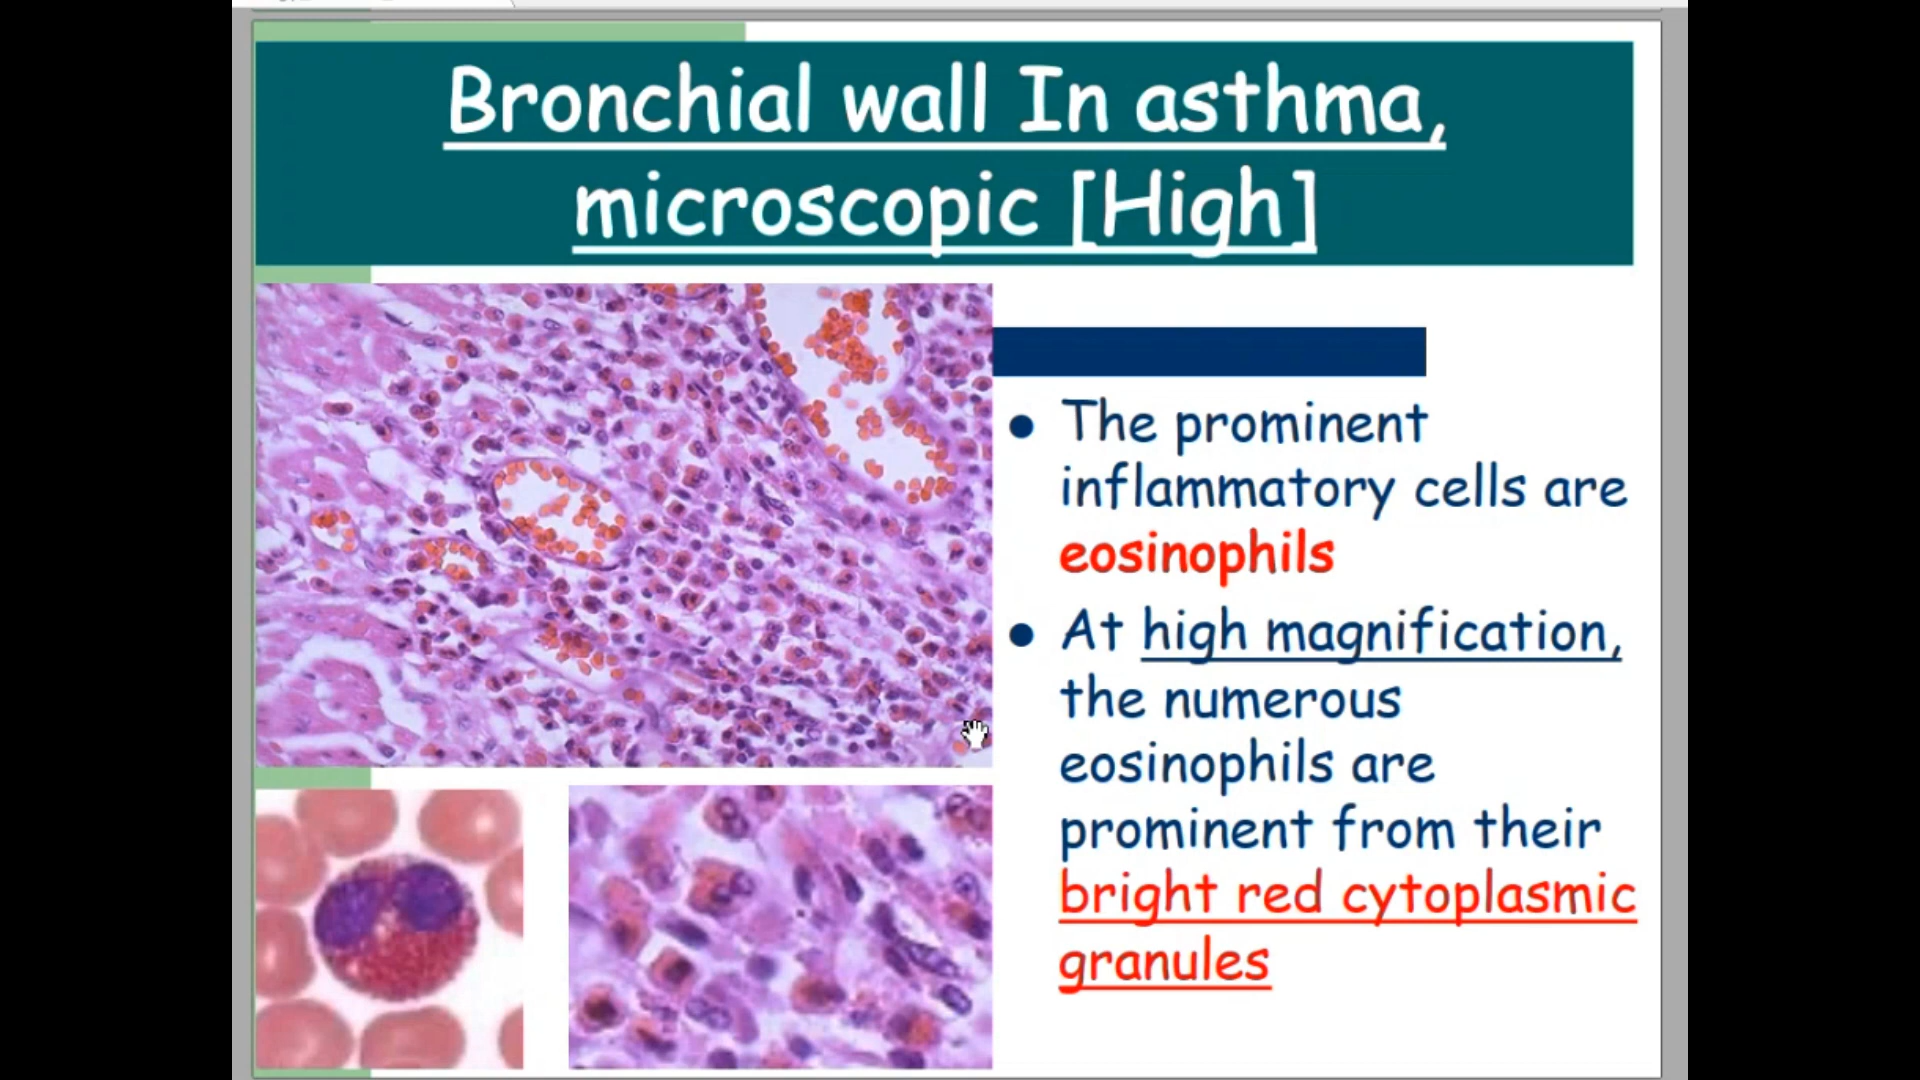 Bronchial wall In asthma,
microscopic [High]
• The prominent
inflammatory cells are
eosinophils
• At high magnification,
the numerous
eosinophils are
prominent from their
bright red cytoplasmic
granules